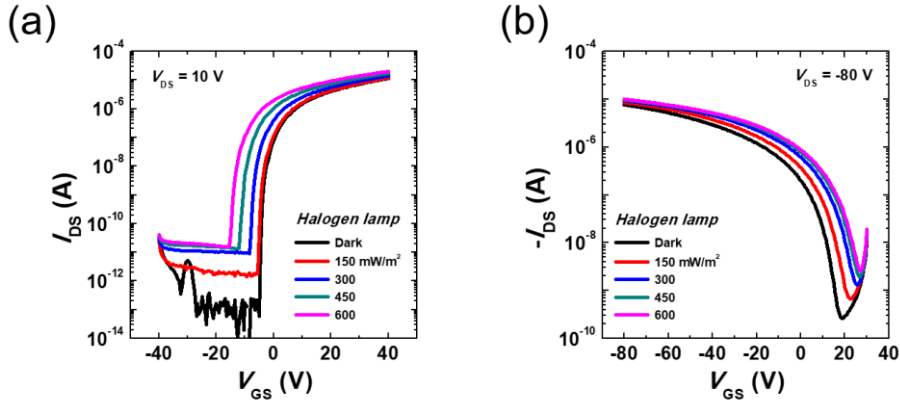 (a)
10⁻⁴
10⁻⁶
10⁻⁸
10⁻¹⁰
10⁻¹²
10⁻¹⁴
I_DS (A)
V_DS = 10 V
Halogen lamp
Dark
150 mW/m²
300
450
600
-40 -20 0 20 40
V_GS (V)
(b)
10⁻⁴
10⁻⁶
10⁻⁸
10⁻¹⁰
-I_DS (A)
V_DS = -80 V
Halogen lamp
Dark
150 mW/m²
300
450
600
-80 -60 -40 -20 0 20 40
V_GS (V)